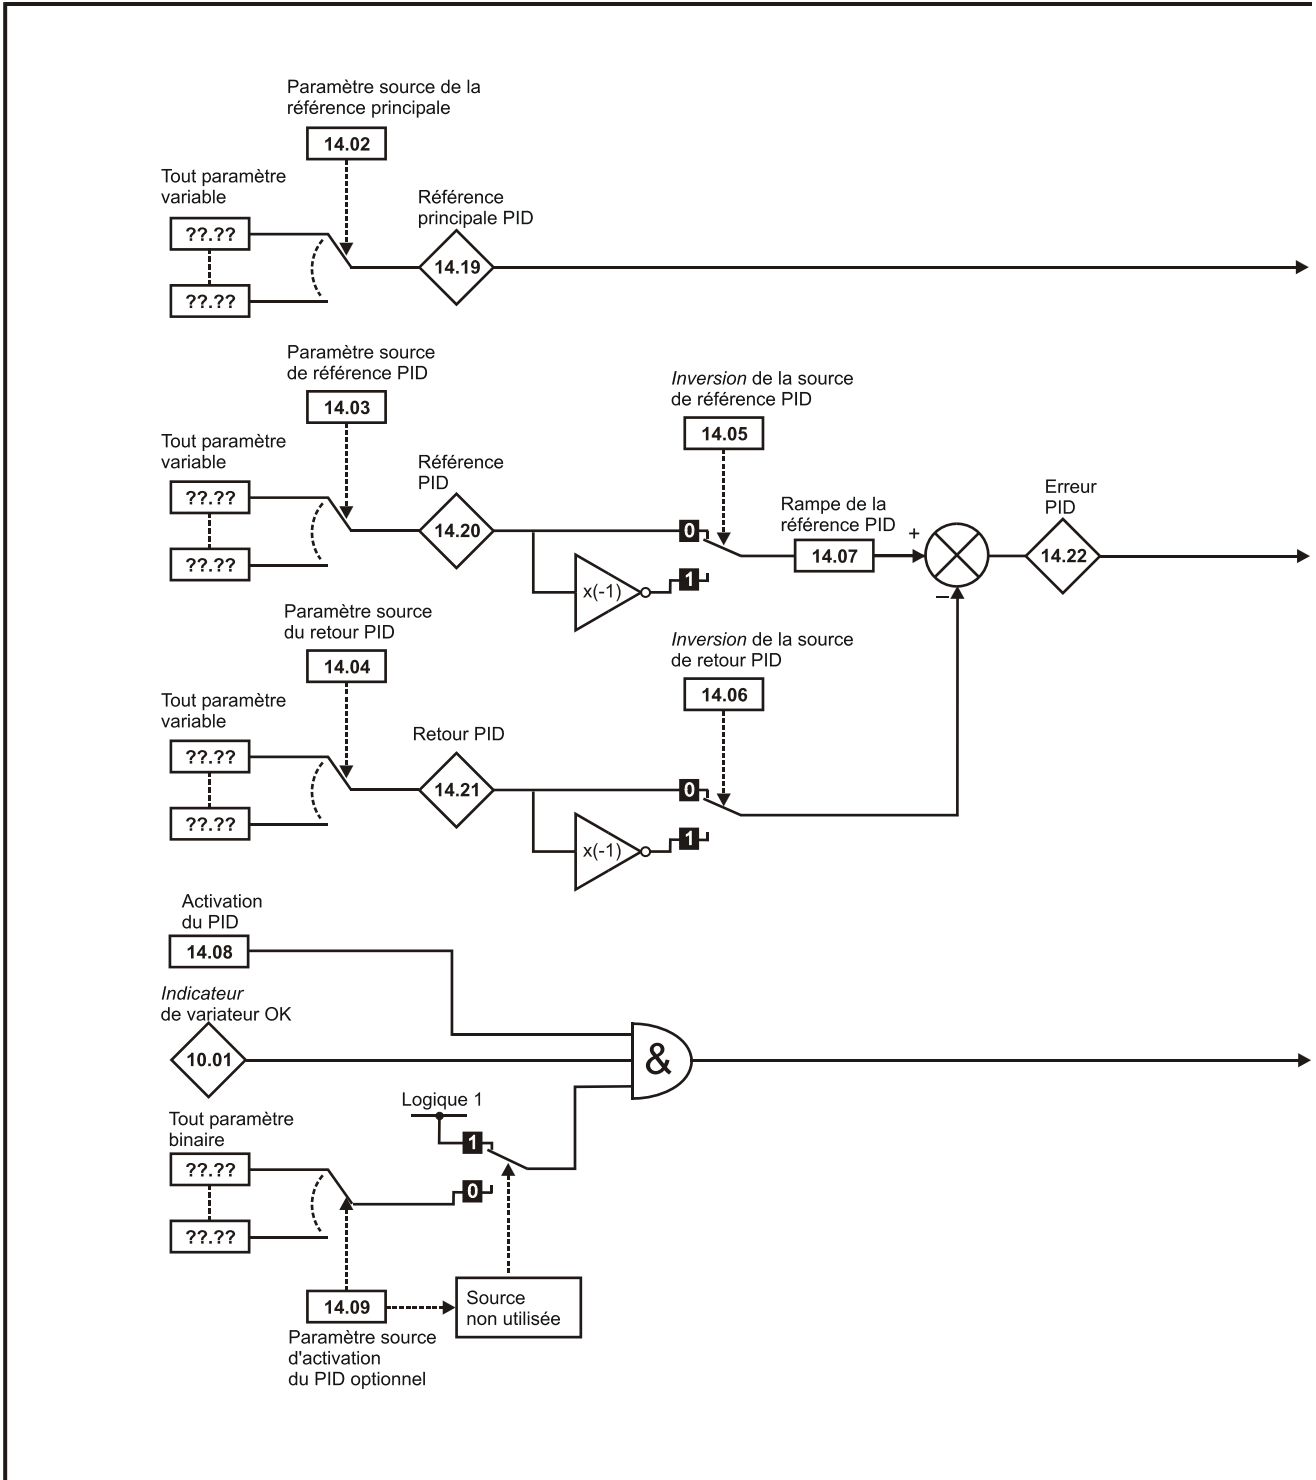 Paramètre source de la
référence principale
14.02
Tout paramètre
variable
??.??
??.??
Référence
principale PID
14.19
Paramètre source
de référence PID
14.03
Tout paramètre
variable
??.??
??.??
Référence
PID
14.20
x(-1)
Inversion de la source
de référence PID
14.05
0
1
Rampe de la
référence PID
14.07
+
–
Erreur
PID
14.22
Paramètre source
du retour PID
14.04
Tout paramètre
variable
??.??
??.??
Retour PID
14.21
x(-1)
Inversion de la source
de retour PID
14.06
0
1
Activation
du PID
14.08
Indicateur
de variateur OK
10.01
&
Logique 1
1
0
Tout paramètre
binaire
??.??
??.??
14.09
Paramètre source
d'activation
du PID optionnel
Source
non utilisée